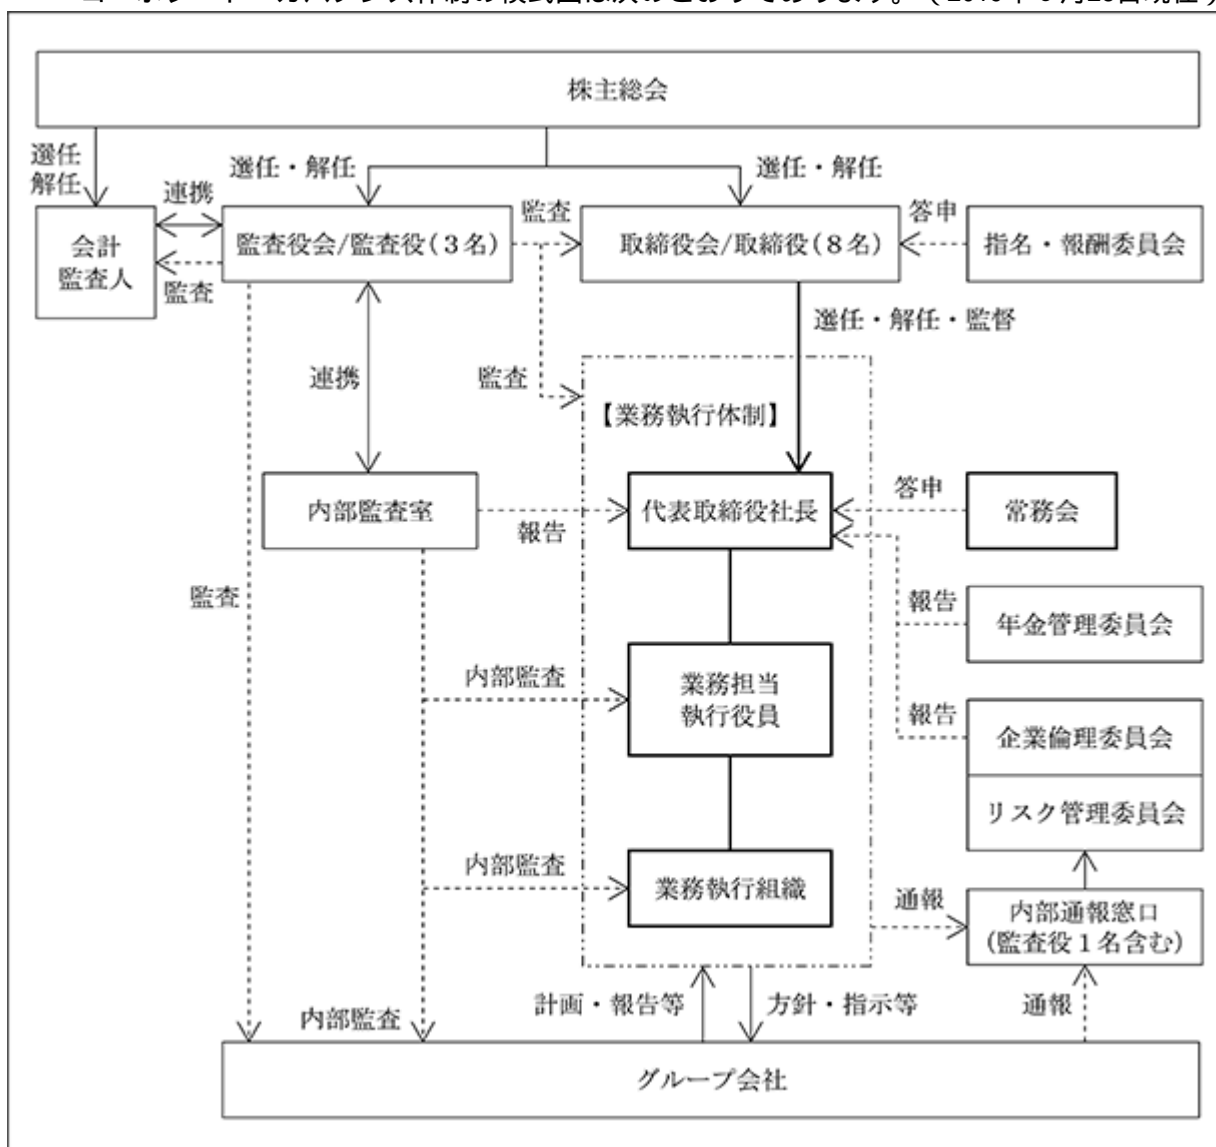 株主総会
選任
解任
選任・解任
選任・解任
連携
監査
答申
会計
監査人
監査役会/監査役(3名)
取締役会/取締役(8名)
指名・報酬委員会
監査
選任・解任・監督
連携
監査
【業務執行体制】
内部監査室
報告
代表取締役社長
答申
常務会
監査
報告
年金管理委員会
内部監査
業務担当
執行役員
報告
企業倫理委員会
リスク管理委員会
内部監査
業務執行組織
通報
内部通報窓口
(監査役1名含む)
内部監査
計画・報告等
方針・指示等
通報
グループ会社